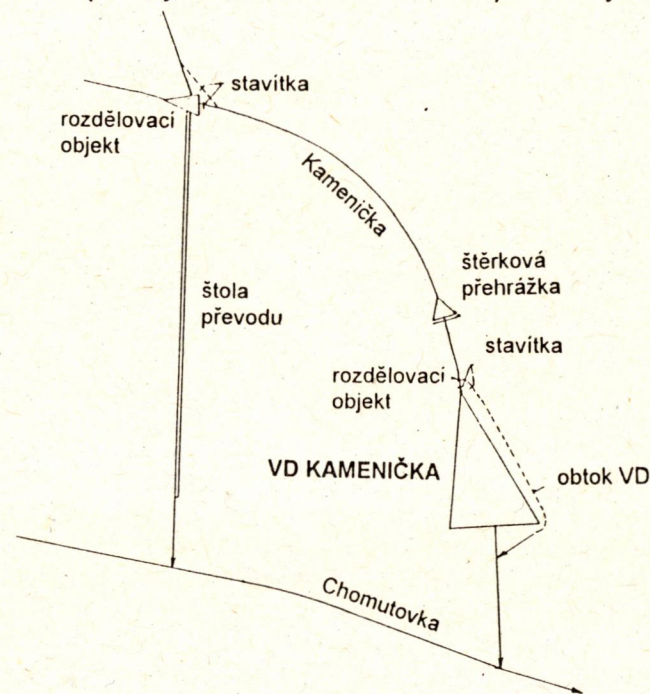 stavítka
rozdělovací
objekt
Kamenička
štola
převodu
štěrková
přehrážka
stavítka
rozdělovací
objekt
VD KAMENIČKA
obtok VD
Chomutovka